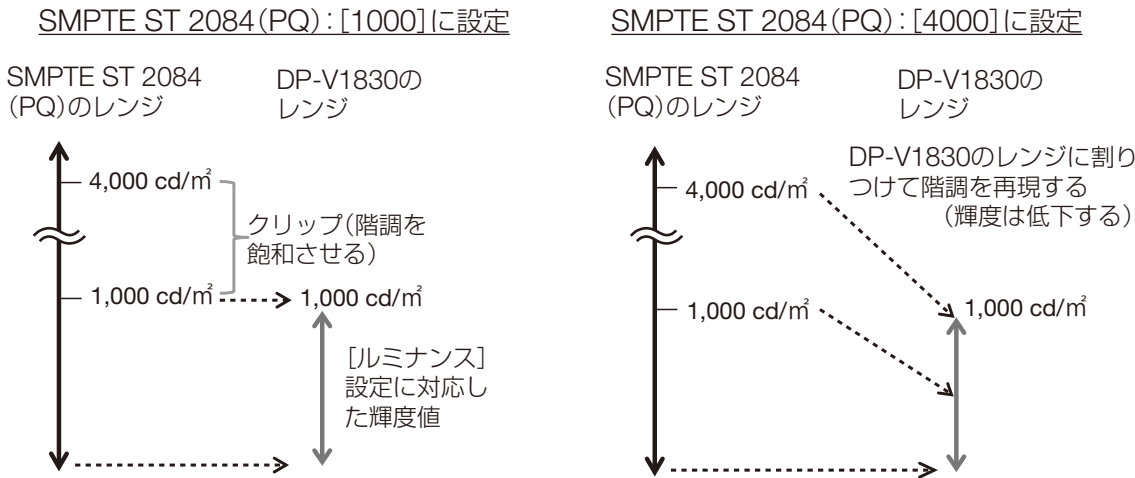 SMPTE ST 2084(PQ):[1000]に設定
SMPTE ST 2084
(PQ)のレンジ
DP-V1830の
レンジ
4,000 cd/㎡
クリップ(階調を
飽和させる)
1,000 cd/㎡
1,000 cd/㎡
[ルミナンス]
設定に対応し
た輝度値
SMPTE ST 2084(PQ):[4000]に設定
SMPTE ST 2084
(PQ)のレンジ
DP-V1830の
レンジ
DP-V1830のレンジに割り
つけて階調を再現する
(輝度は低下する)
4,000 cd/㎡
1,000 cd/㎡
1,000 cd/㎡